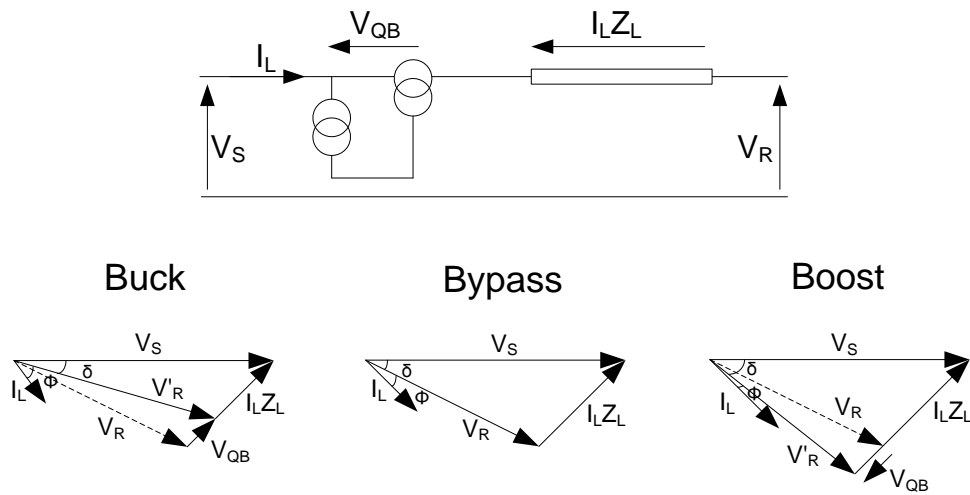 V_QB
I_LZ_L
I_L
V_S
V_R
Buck
Bypass
Boost
V_S
δ
Φ
I_L
V'_R
V_R
I_LZ_L
V_QB
V_S
δ
I_L
Φ
V_R
I_LZ_L
V_S
δ
Φ
I_L
V_R
V'_R
I_LZ_L
V_QB